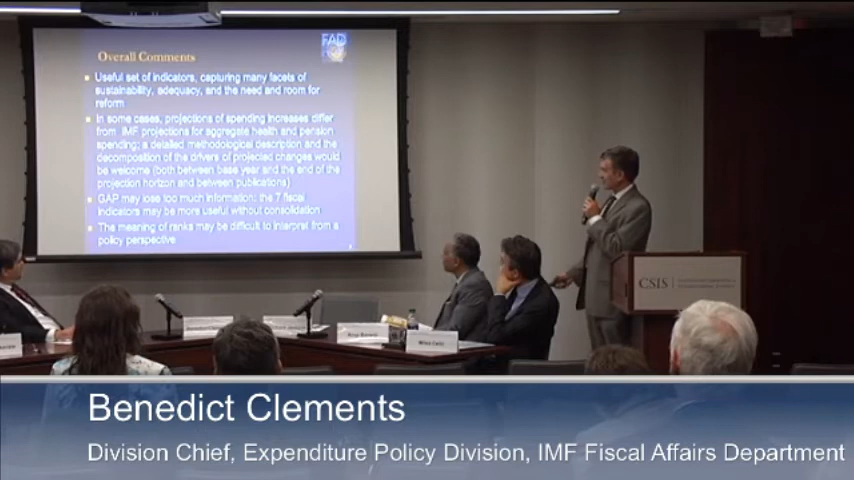 FAD
Overall Comments
Useful set of indicators, capturing many facets of
sustainability, adequacy, and the need and room for
reform
In some cases, projections of spending increases differ
from IMF projections for aggregate health and pension
spending; a detailed methodological description and the
decomposition of the drivers of projected changes would
be welcome (both between base year and the end of the
projection horizon and between publications)
GAP may lose too much information: the 7 fiscal
indicators may be more useful without consolidation
The meaning of ranks may be difficult to interpret from a
policy perspective
CSIS
Benedict Clements
Division Chief, Expenditure Policy Division, IMF Fiscal Affairs Department